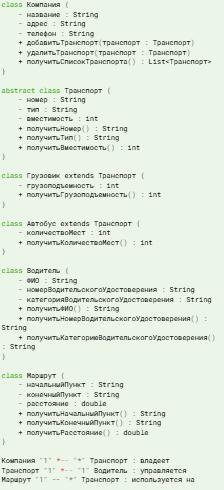 class Компания {
- название : String
- адрес : String
- телефон : String
+ добавитьТранспорт(транспорт : Транспорт)
+ удалитьТранспорт(транспорт : Транспорт)
+ получитьСписокТранспорта() : List<Транспорт>
}
abstract class Транспорт {
- номер : String
- тип : String
- вместимость : int
+ получитьНомер() : String
+ получитьТип() : String
+ получитьВместимость() : int
}
class Грузовик extends Транспорт {
- грузоподъемность : int
+ получитьГрузоподъемность() : int
}
class Автобус extends Транспорт {
- количествоМест : int
+ получитьКоличествоМест() : int
}
class Водитель {
- ФИО : String
- номерВодительскогоУдостоверения : String
- категорияВодительскогоУдостоверения : String
+ получитьФИО() : String
+ получитьНомерВодительскогоУдостоверения() :
String
+ получитьКатегориюВодительскогоУдостоверения()
: String
}
class Маршрут {
- начальныйПункт : String
- конечныйПункт : String
- расстояние : double
+ получитьНачальныйПункт() : String
+ получитьКонечныйПункт() : String
+ получитьРасстояние() : double
}
Компания "1" *-- "*" Транспорт : владеет
Транспорт "1" *-- "1" Водитель : управляется
Маршрут "1" -- "*" Транспорт : используется на